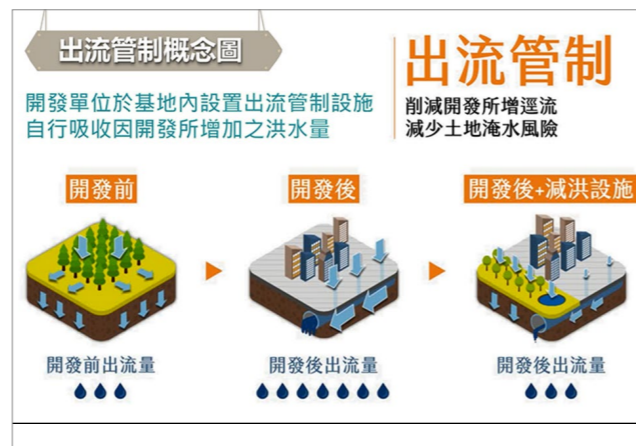 出流管制概念圖
開發單位於基地內設置出流管制設施
自行吸收因開發所增加之洪水量
出流管制
削減開發所增逕流
減少土地淹水風險
開發前
開發後
開發後+減洪設施
開發前出流量
開發後出流量
開發後出流量